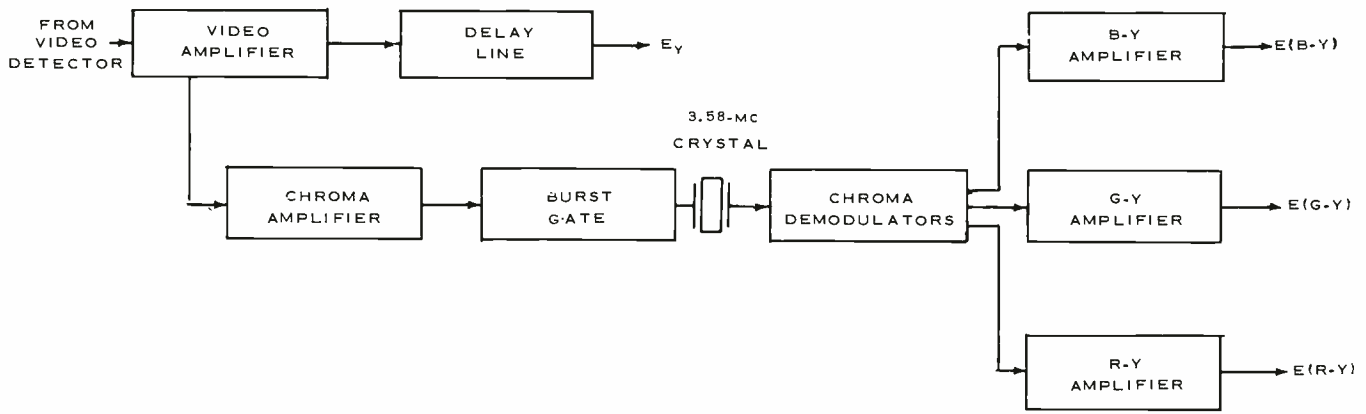 FROM
VIDEO
DETECTOR
VIDEO
AMPLIFIER
DELAY
LINE
EY
3.58-MC
CRYSTAL
CHROMA
AMPLIFIER
BURST
GATE
CHROMA
DEMODULATORS
B-Y
AMPLIFIER
E(B-Y)
G-Y
AMPLIFIER
E(G-Y)
R-Y
AMPLIFIER
E(R-Y)